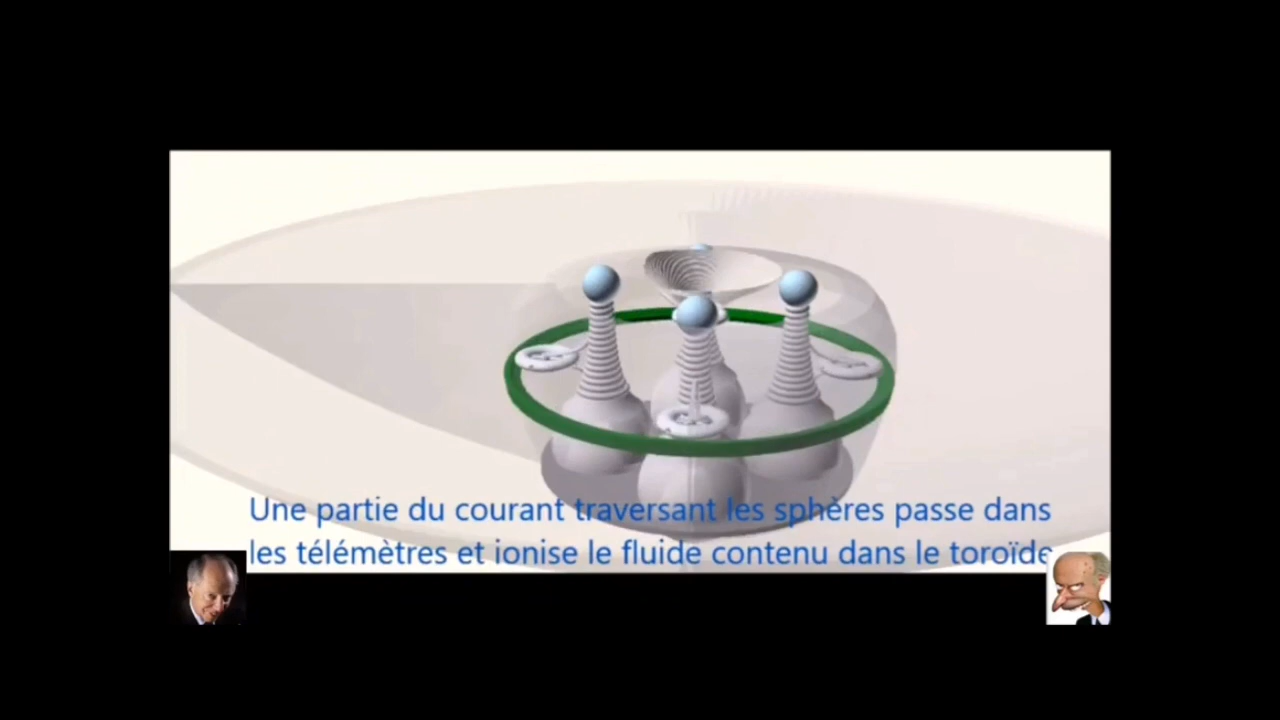 Une partie du courant traversant les sphères passe dans
les télémètres et ionise le fluide contenu dans le toroïde